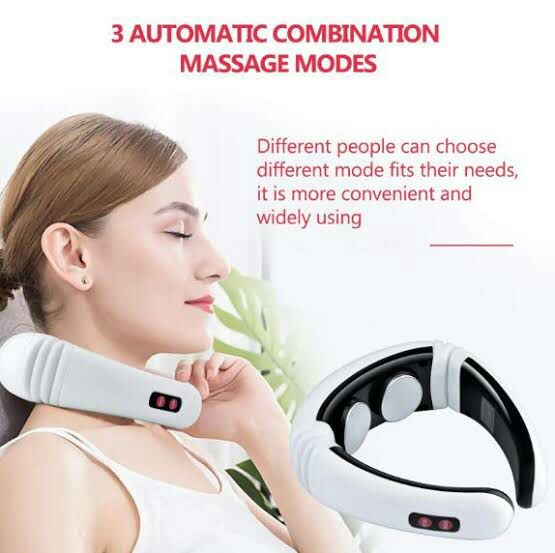 3 AUTOMATIC COMBINATION
MASSAGE MODES
Different people can choose
different mode fits their needs,
it is more convenient and
widely using